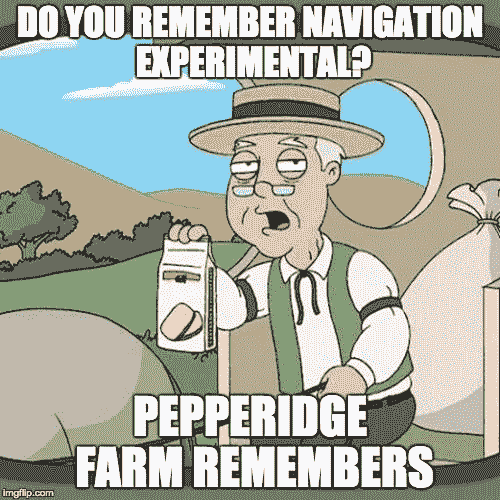 DO YOU REMEMBER NAVIGATION
EXPERIMENTAL?
PEPPERIDGE
FARM REMEMBERS
imgflip.com